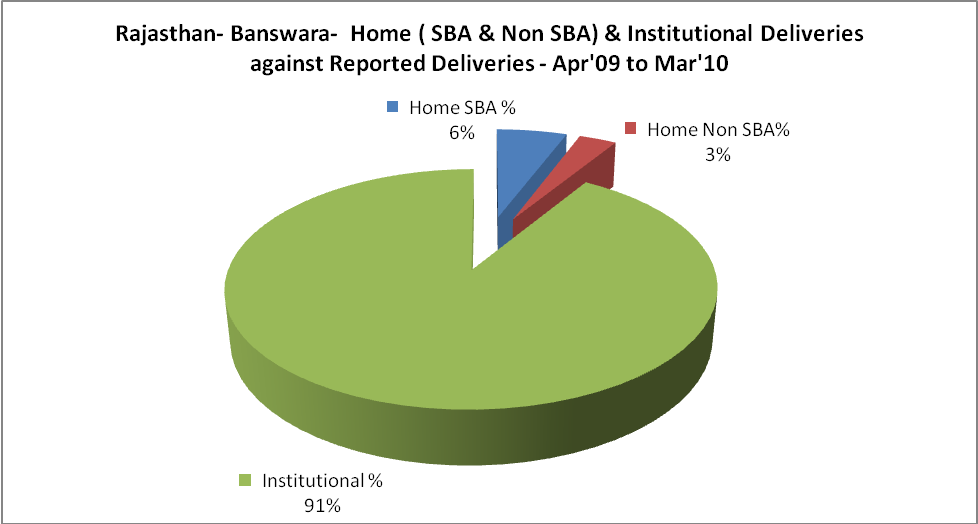 Rajasthan- Banswara- Home ( SBA & Non SBA) & Institutional Deliveries
against Reported Deliveries - Apr'09 to Mar'10
Home SBA %
6%
Home Non SBA%
3%
Institutional %
91%